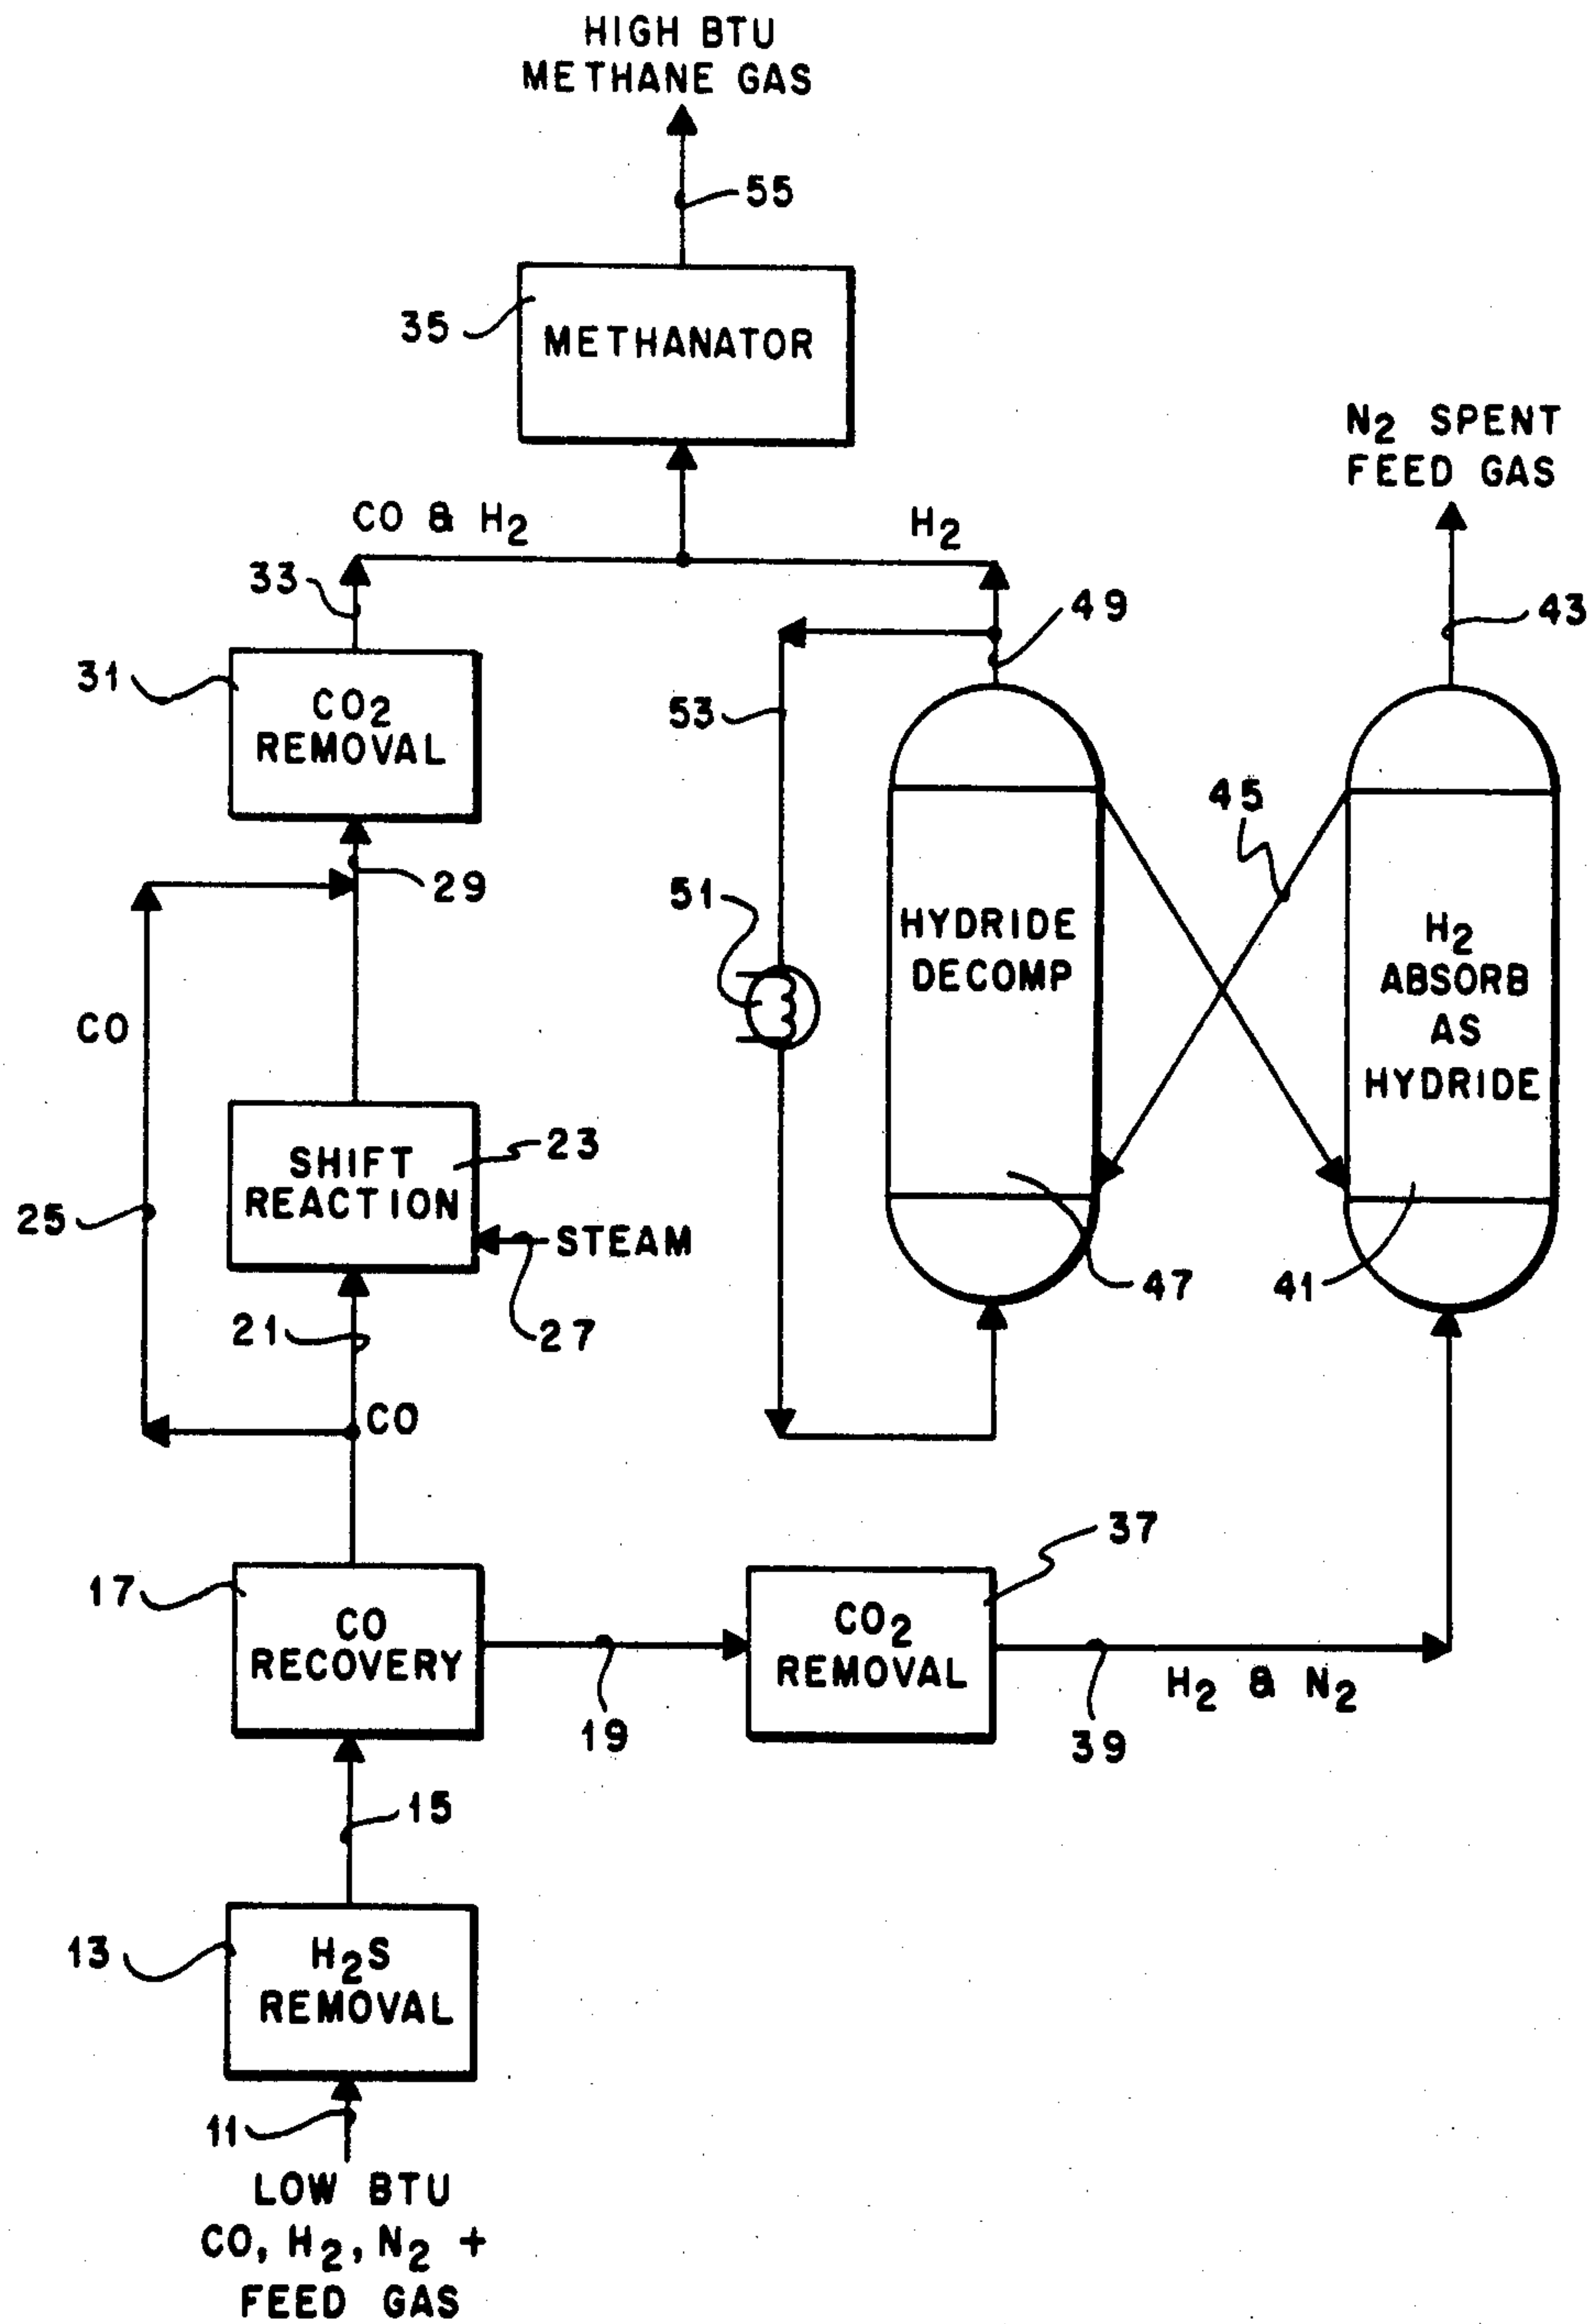 HIGH BTU
METHANE GAS
55
35
METHANATOR
N2 SPENT
FEED GAS
CO & H2
H2
33
49
43
31
CO2
REMOVAL
53
45
29
51
HYDRIDE
DECOMP
H2
ABSORB
AS
HYDRIDE
CO
SHIFT
REACTION
23
25
STEAM
47
41
21
27
CO
37
17
CO
RECOVERY
CO2
REMOVAL
19
39
H2 & N2
15
13
H2S
REMOVAL
11
LOW BTU
CO, H2, N2 +
FEED GAS